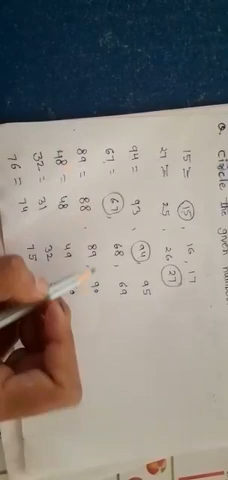 Q. Circle the given number
15 = 15, 16, 17
27 = 25, 26, 27
94 = 93, 94, 95
67 = 67, 68, 69
89 = 88, 89, 90
48 = 48 49
32 = 31 32
76 = 74 75